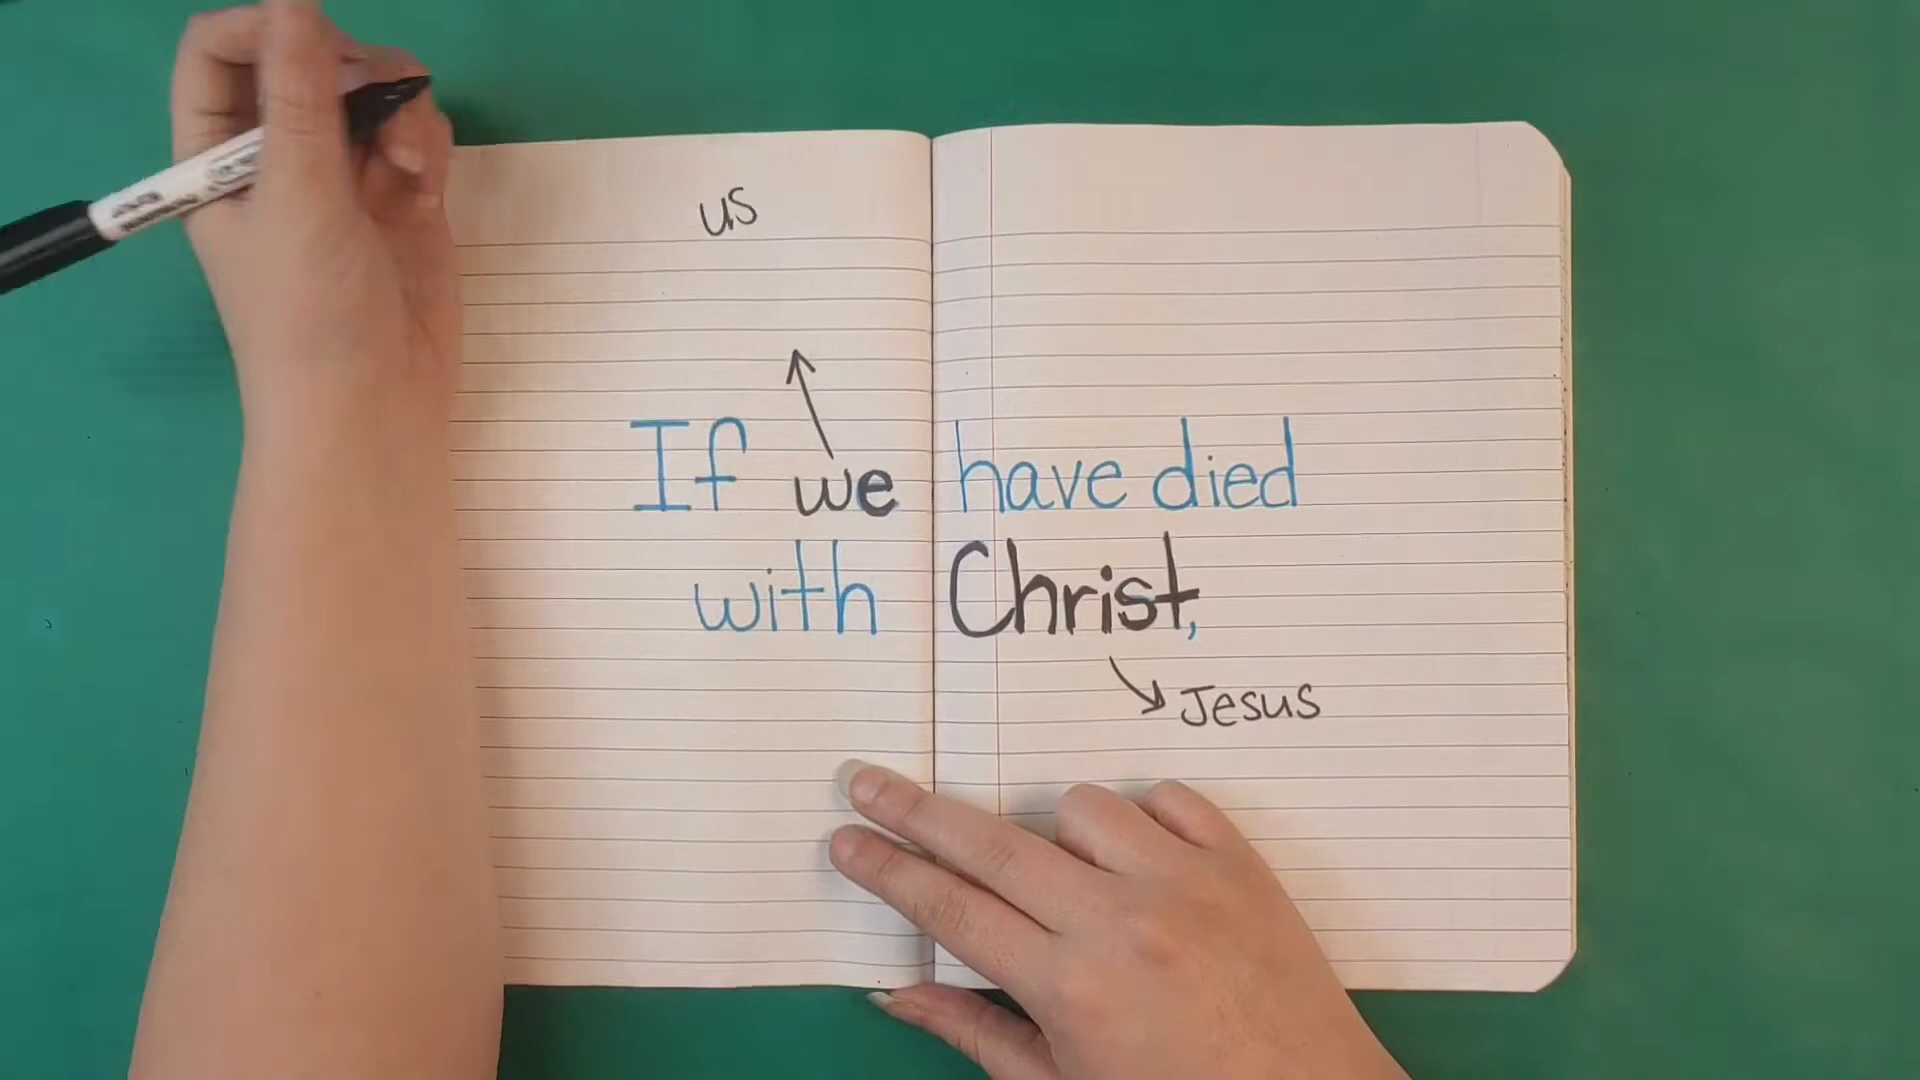 us
If we have died
with Christ,
Jesus